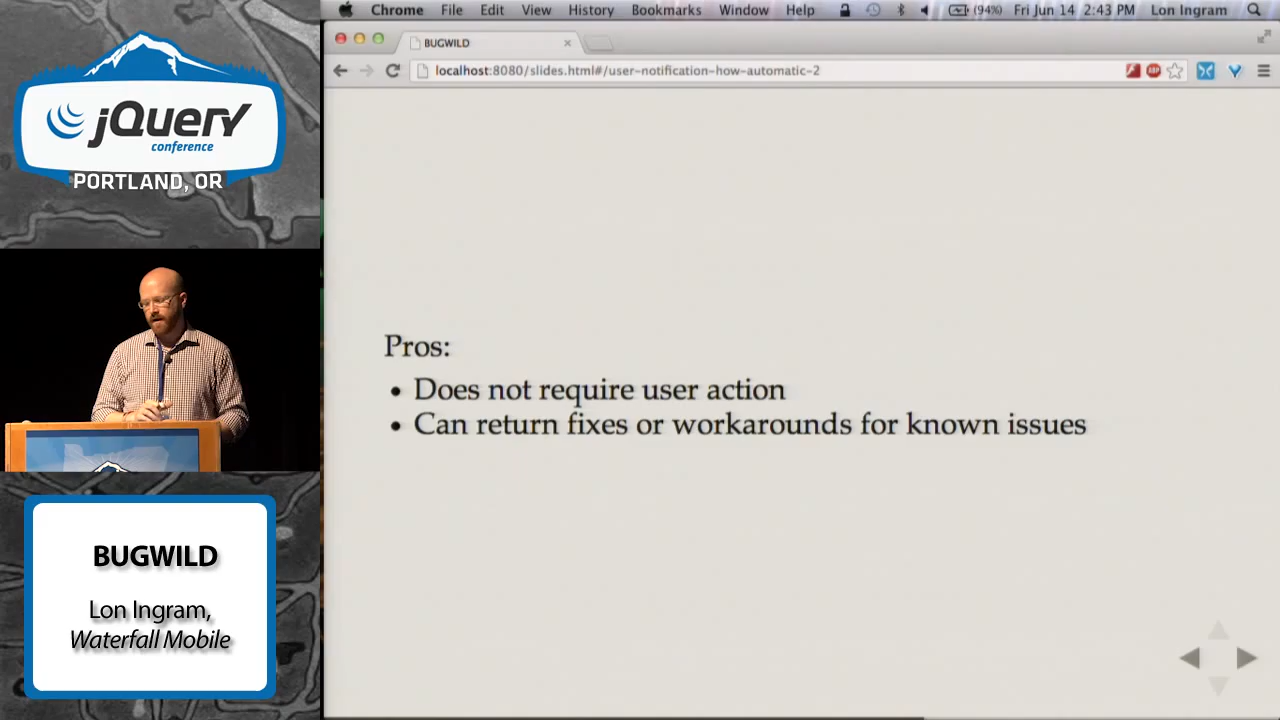 jQuery
conference
PORTLAND, OR
BUGWILD
Lon Ingram,
Waterfall Mobile
Chrome File Edit View History Bookmarks Window Help (94%) Fri Jun 14 2:43 PM Lon Ingram
BUGWILD
localhost:8080/slides.html#/user-notification-how-automatic-2
ABP
Pros:
• Does not require user action
• Can return fixes or workarounds for known issues